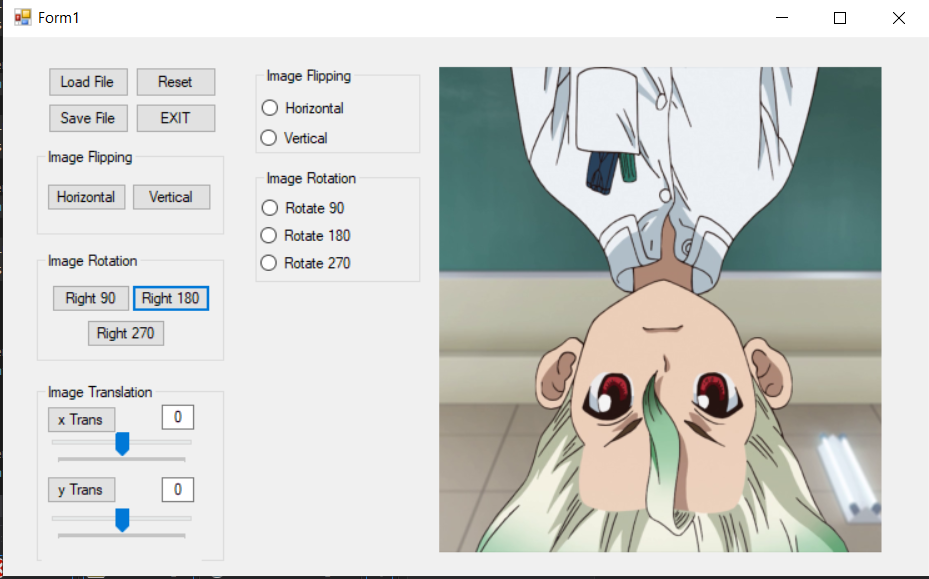 Form1
Load File
Reset
Save File
EXIT
Image Flipping
Horizontal
Vertical
Image Rotation
Right 90
Right 180
Right 270
Image Translation
x Trans
0
y Trans
0
Image Flipping
Horizontal
Vertical
Image Rotation
Rotate 90
Rotate 180
Rotate 270